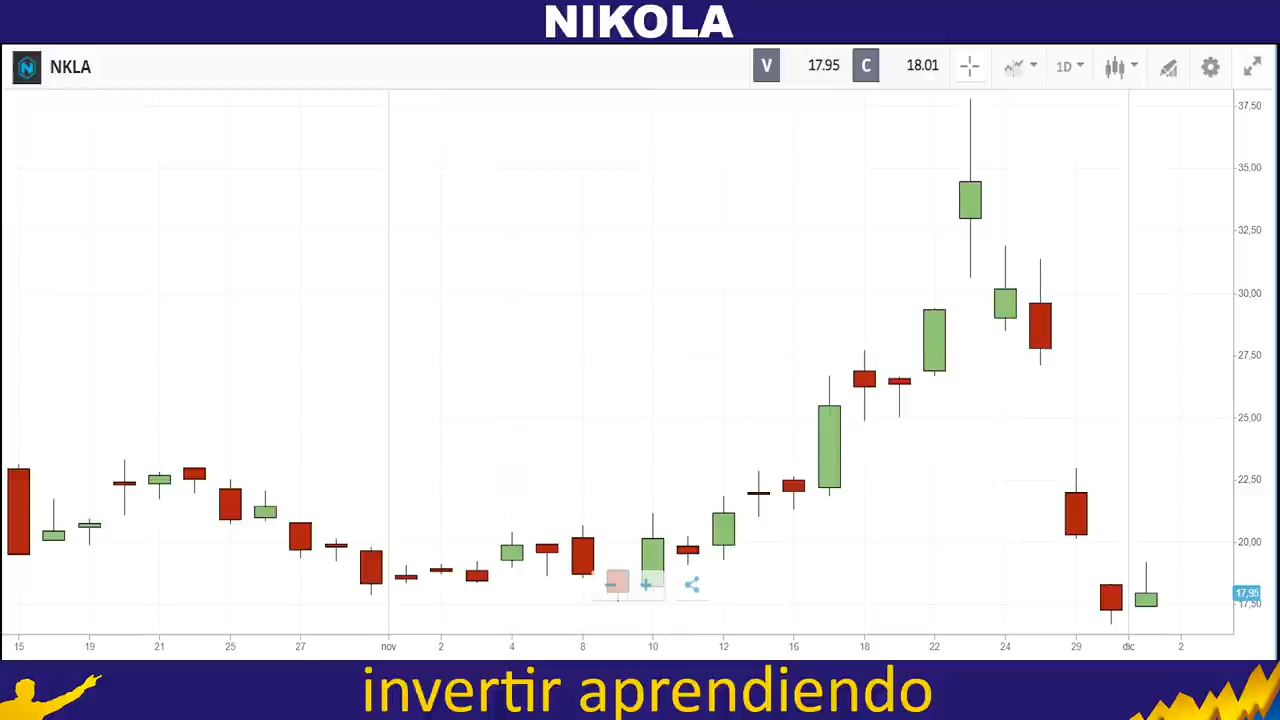 NIKOLA
N NKLA V 17.95 C 18.01 1D
37,50
35,00
32,50
30,00
27,50
25,00
22,50
20,00
17,95
17,50
15 19 21 25 27 nov 2 4 8 10 12 16 18 22 24 29 dic 2
invertir aprendiendo